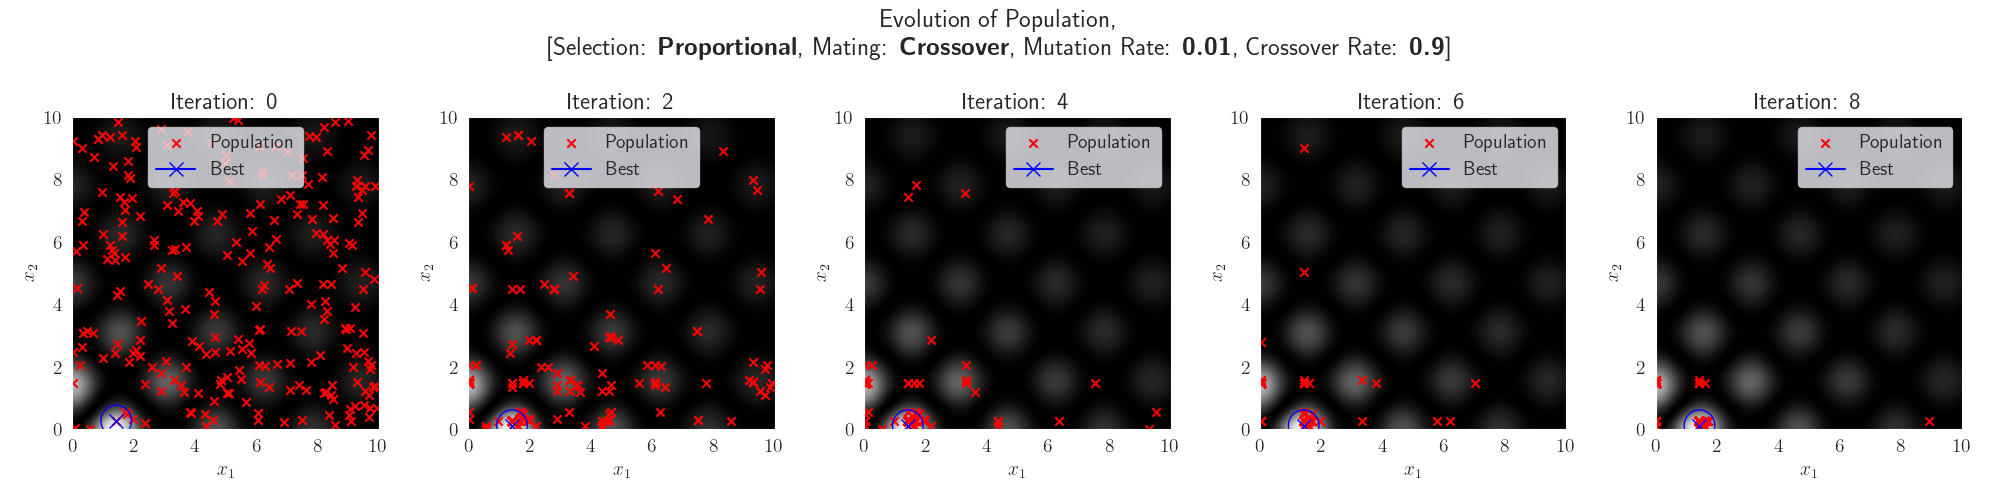 Evolution of Population,
[Selection: Proportional, Mating: Crossover, Mutation Rate: 0.01, Crossover Rate: 0.9]
Iteration: 0
10
8
6
4
2
0
x2
0 2 4 6 8 10
x1
Population
Best
Iteration: 2
10
8
6
4
2
0
x2
0 2 4 6 8 10
x1
Population
Best
Iteration: 4
10
8
6
4
2
0
x2
0 2 4 6 8 10
x1
Population
Best
Iteration: 6
10
8
6
4
2
0
x2
0 2 4 6 8 10
x1
Population
Best
Iteration: 8
10
8
6
4
2
0
x2
0 2 4 6 8 10
x1
Population
Best